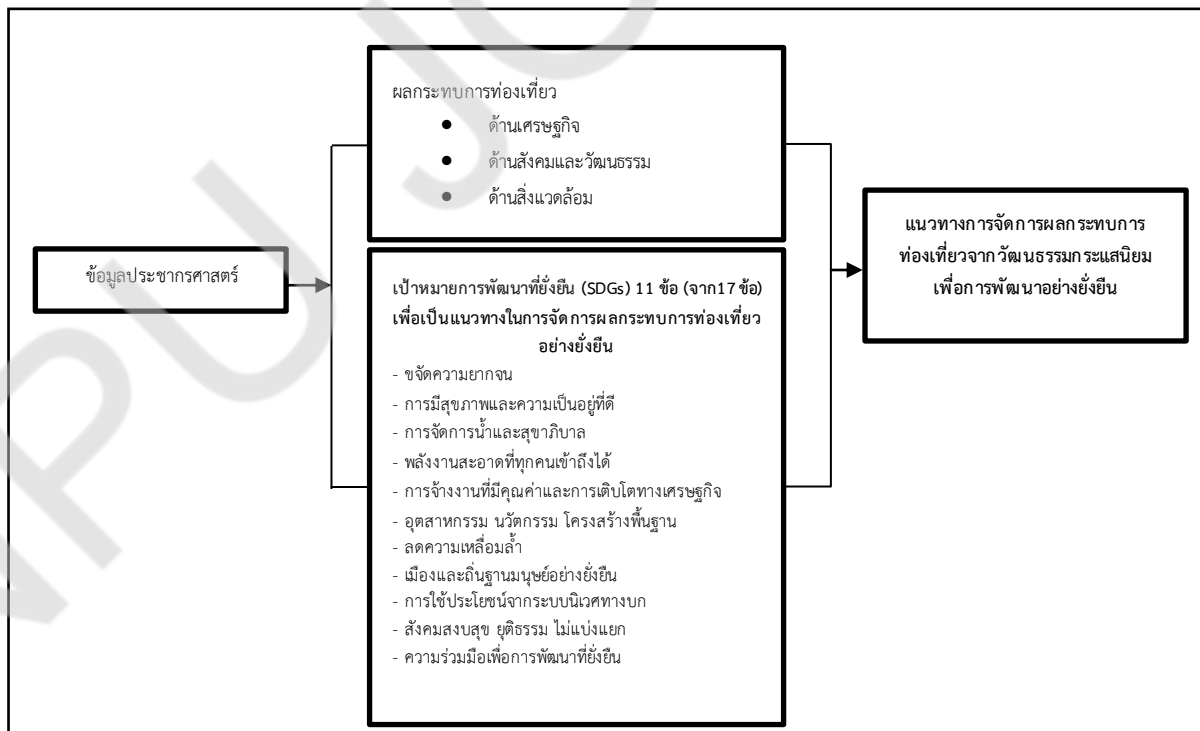 ผลกระทบการท่องเที่ยว
● ด้านเศรษฐกิจ
● ด้านสังคมและวัฒนธรรม
● ด้านสิ่งแวดล้อม
ข้อมูลประชากรศาสตร์
เป้าหมายการพัฒนาที่ยั่งยืน (SDGs) 11 ข้อ (จาก17 ข้อ)
เพื่อเป็นแนวทางในการจัดการผลกระทบการท่องเที่ยว
อย่างยั่งยืน
- ขจัดความยากจน
- การมีสุขภาพและความเป็นอยู่ที่ดี
- การจัดการน้ำและสุขาภิบาล
- พลังงานสะอาดที่ทุกคนเข้าถึงได้
- การจ้างงานที่มีคุณค่าและการเติบโตทางเศรษฐกิจ
- อุตสาหกรรม นวัตกรรม โครงสร้างพื้นฐาน
- ลดความเหลื่อมล้ำ
- เมืองและถิ่นฐานมนุษย์อย่างยั่งยืน
- การใช้ประโยชน์จากระบบนิเวศทางบก
- สังคมสงบสุข ยุติธรรม ไม่แบ่งแยก
- ความร่วมมือเพื่อการพัฒนาที่ยั่งยืน
แนวทางการจัดการผลกระทบการ
ท่องเที่ยวจากวัฒนธรรมกระแสนิยม
เพื่อการพัฒนาอย่างยั่งยืน